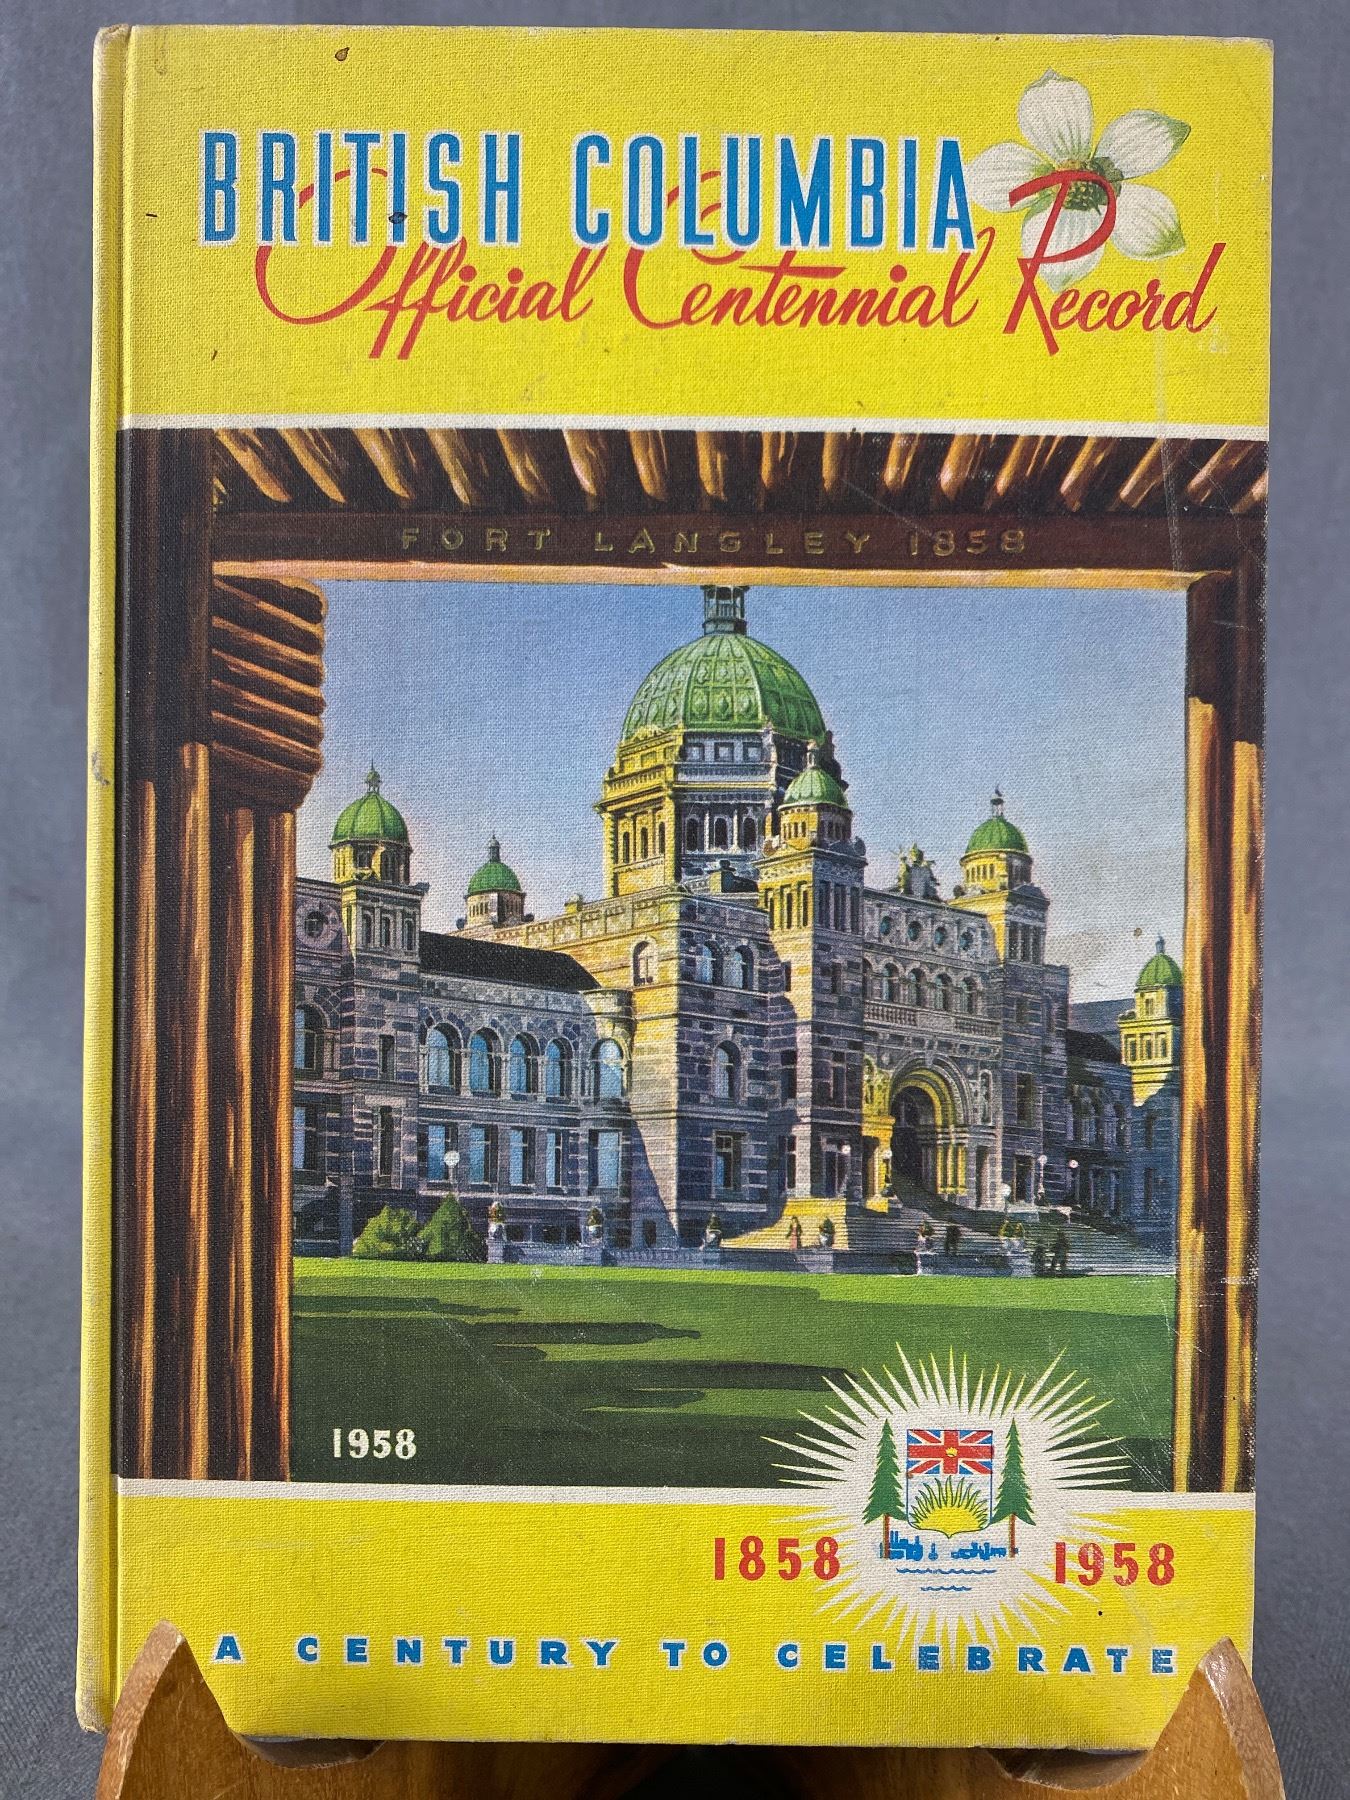 BRITISH COLUMBIA
Official Centennial Record
FORT LANGLEY 1858
1958
1858 1958
A CENTURY TO CELEBRATE